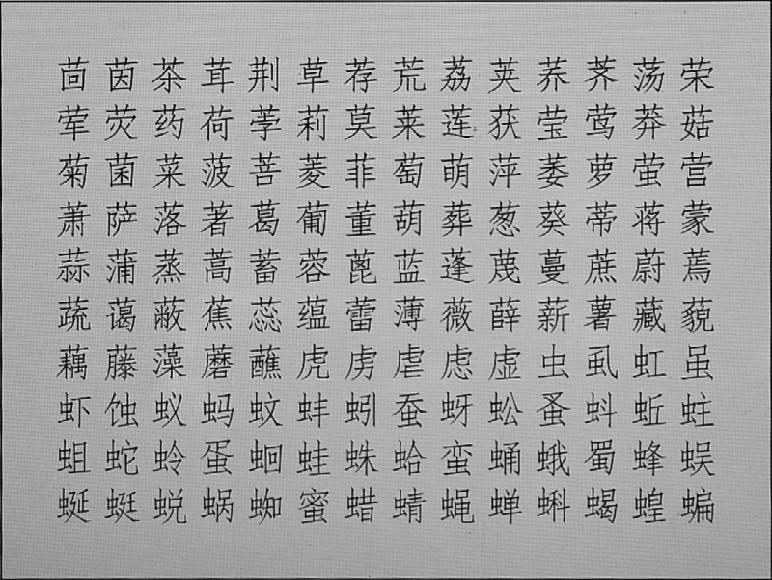 茴茵茶茸荆草荐荒荔荚荞荠荡荣
荤荧药荷荸莉莫莱莲获莹莺莽菇
菊菌菜菠菩菱菲萄萌萍萎萝萤营
萧萨落著葛葡董葫葬葱葵蒂蒋蒙
蒜蒲蒸蒿蓄蓉蓖蓝蓬蔑蔓蔗蔚蔫
蔬蔼蔽蕉蕊蕴蕾薄薇薛薪薯藏藐
藕藤藻蘑蘸虎虏虐虑虚虫虱虹虽
虾蚀蚁蚂蚊蚌蚓蚕蚜蚣蚤蚪蚯蛀
蛆蛇蛉蛋蛔蛙蛛蛤蛮蛹蛾蜀蜂蜈
蜒蜓蜕蜗蜘蜜蜡蜻蝇蝉蝌蝎蝗蝙